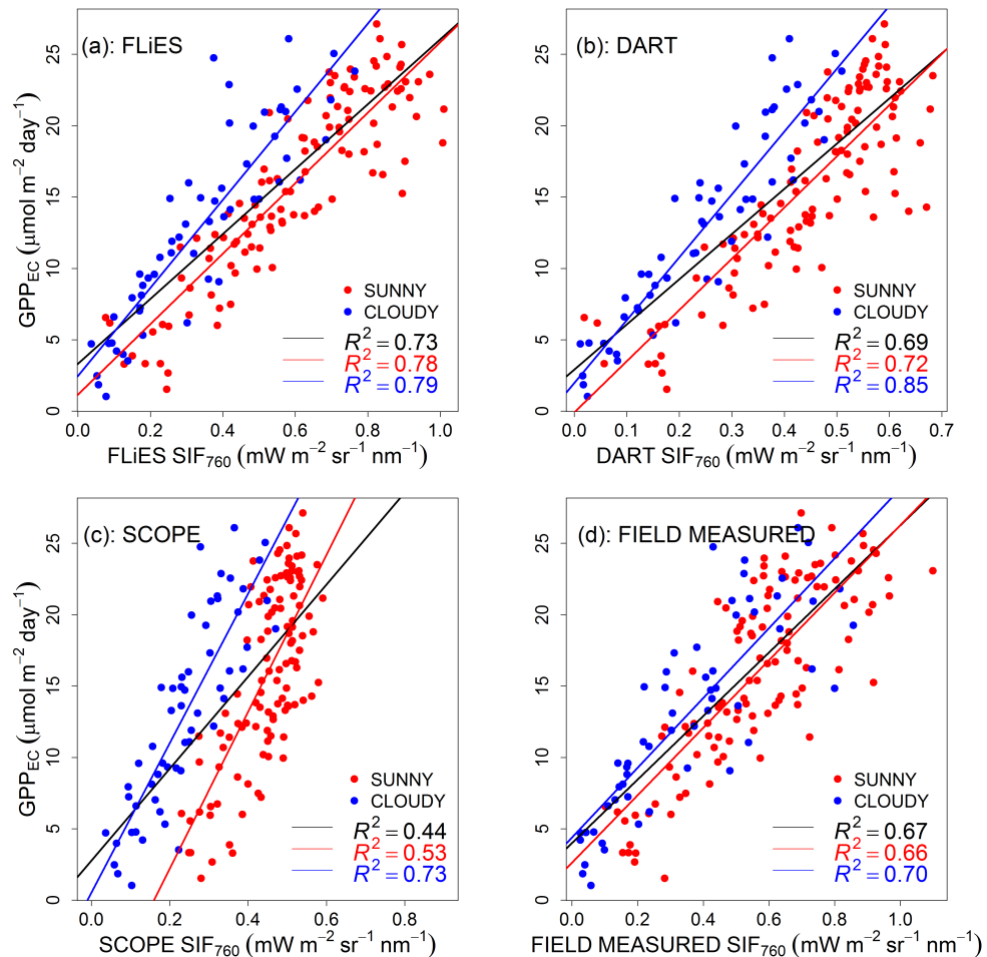 (a): FLiES
GPP_EC (μmol m⁻² day⁻¹)
0 5 10 15 20 25
SUNNY
CLOUDY
R² = 0.73
R² = 0.78
R² = 0.79
0.0 0.2 0.4 0.6 0.8 1.0
FLiES SIF₇₆₀ (mW m⁻² sr⁻¹ nm⁻¹)
(b): DART
0 5 10 15 20 25
SUNNY
CLOUDY
R² = 0.69
R² = 0.72
R² = 0.85
0.0 0.1 0.2 0.3 0.4 0.5 0.6 0.7
DART SIF₇₆₀ (mW m⁻² sr⁻¹ nm⁻¹)
(c): SCOPE
GPP_EC (μmol m⁻² day⁻¹)
0 5 10 15 20 25
SUNNY
CLOUDY
R² = 0.44
R² = 0.53
R² = 0.73
0.0 0.2 0.4 0.6 0.8
SCOPE SIF₇₆₀ (mW m⁻² sr⁻¹ nm⁻¹)
(d): FIELD MEASURED
0 5 10 15 20 25
SUNNY
CLOUDY
R² = 0.67
R² = 0.66
R² = 0.70
0.0 0.2 0.4 0.6 0.8 1.0
FIELD MEASURED SIF₇₆₀ (mW m⁻² sr⁻¹ nm⁻¹)